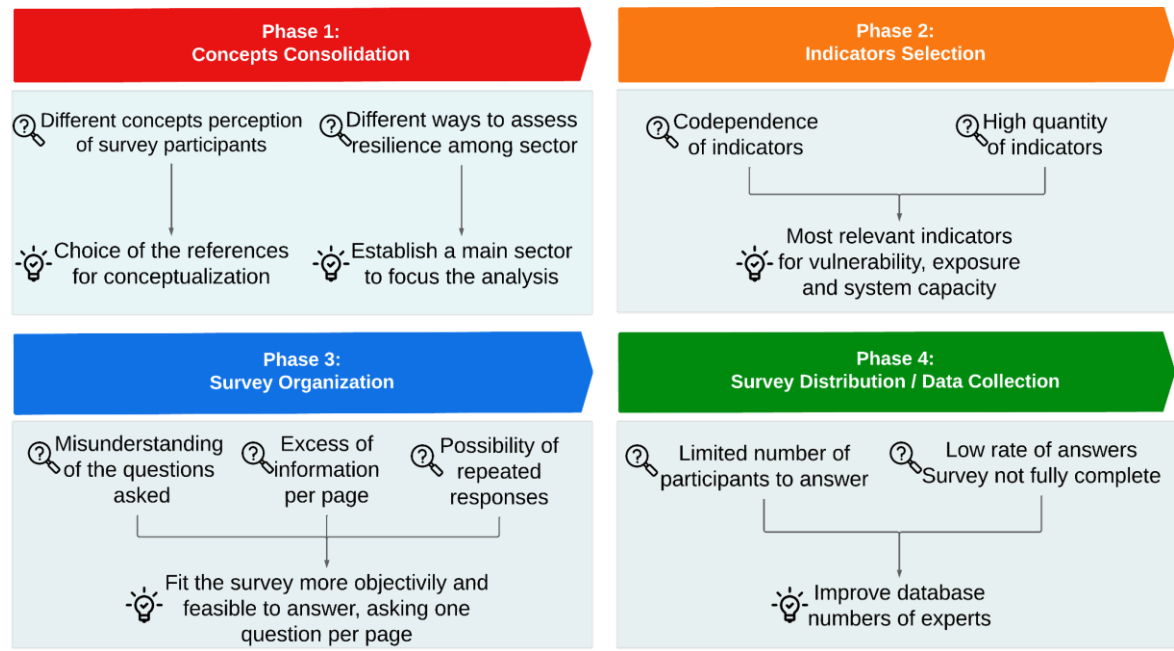 Phase 1:
Concepts Consolidation
Different concepts perception
of survey participants
Different ways to assess
resilience among sector
Choice of the references
for conceptualization
Establish a main sector
to focus the analysis
Phase 2:
Indicators Selection
Codependence
of indicators
High quantity
of indicators
Most relevant indicators
for vulnerability, exposure
and system capacity
Phase 3:
Survey Organization
Misunderstanding
of the questions
asked
Excess of
information
per page
Possibility of
repeated
responses
Fit the survey more objectivily and
feasible to answer, asking one
question per page
Phase 4:
Survey Distribution / Data Collection
Limited number of
participants to answer
Low rate of answers
Survey not fully complete
Improve database
numbers of experts